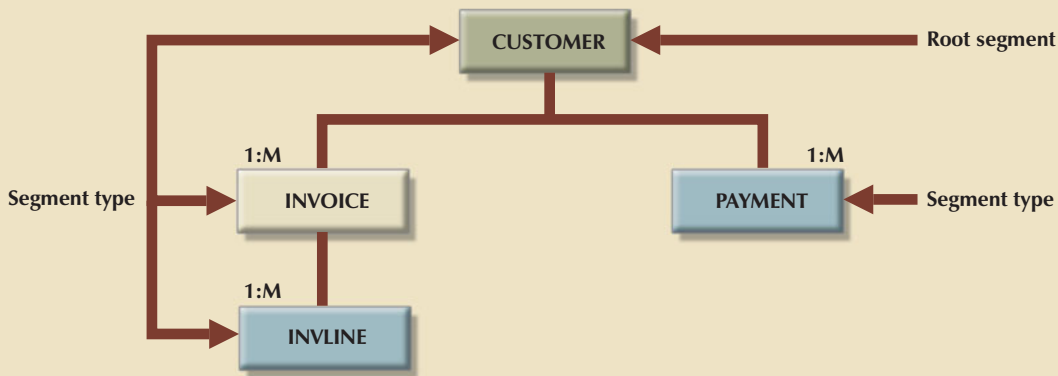 CUSTOMER
Root segment
1:M
1:M
Segment type
INVOICE
PAYMENT
Segment type
1:M
INVLINE